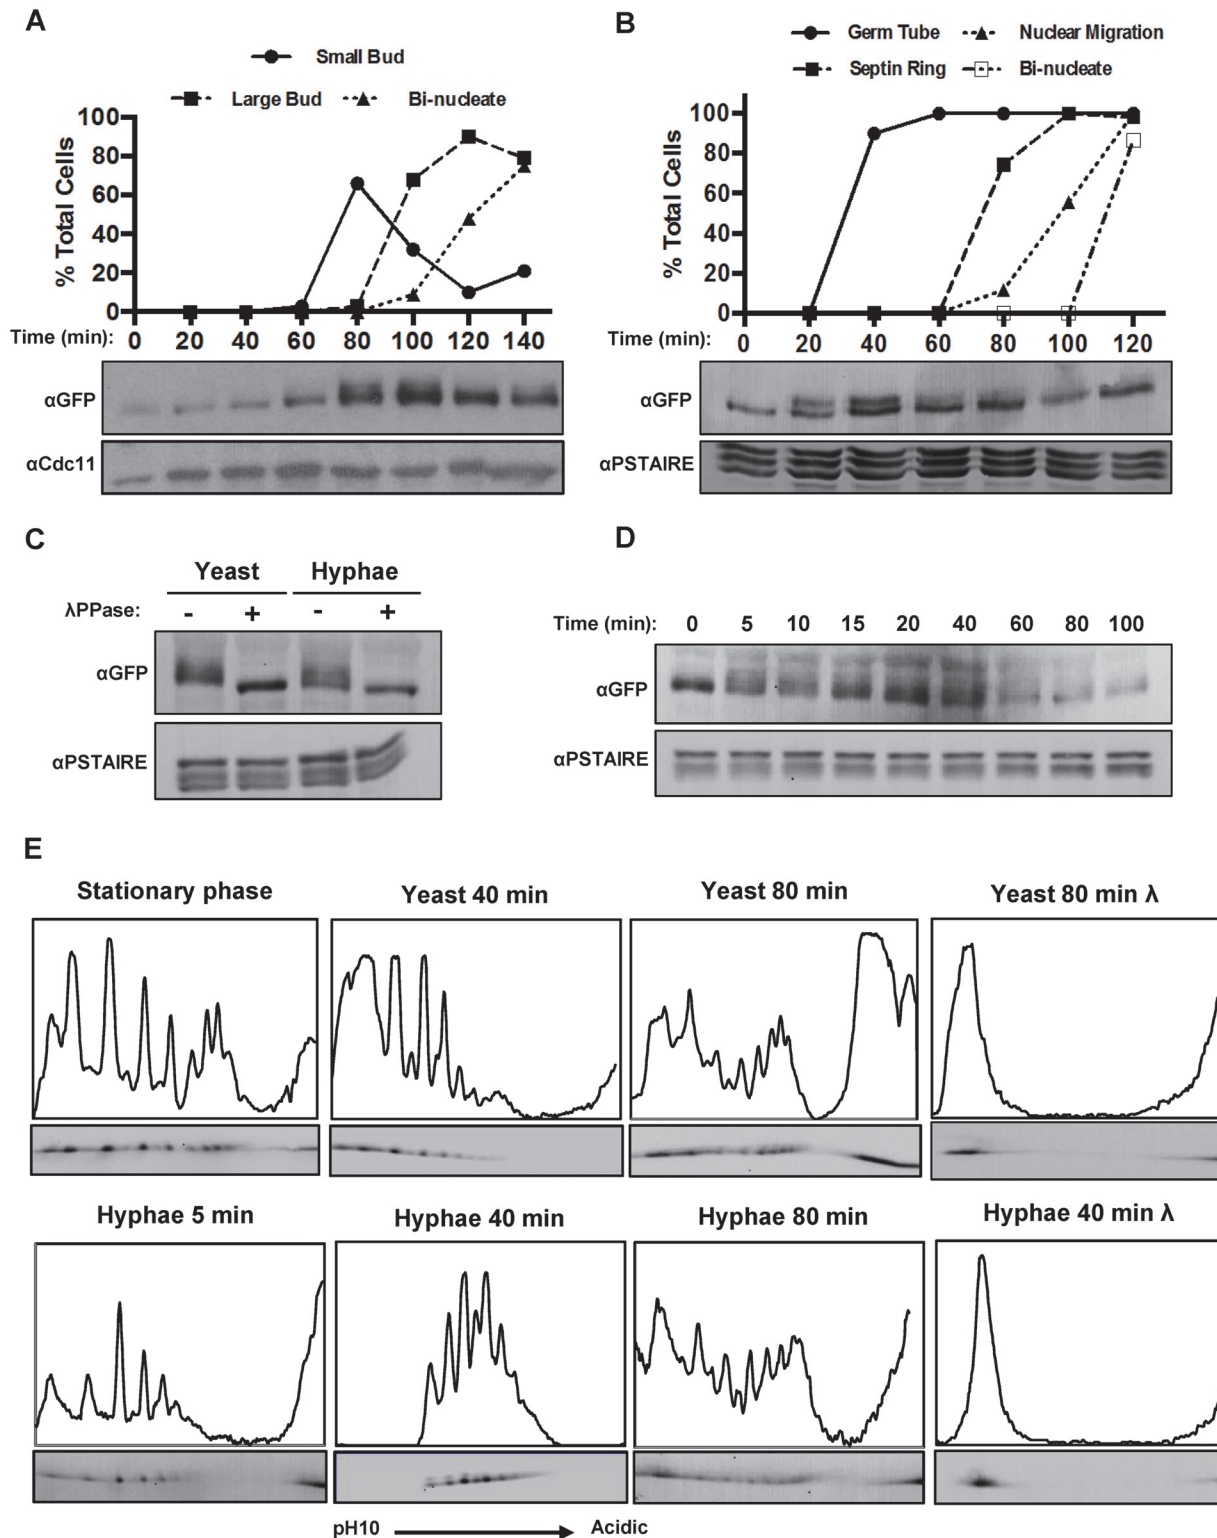 A
Small Bud
Large Bud
Bi-nucleate
% Total Cells
100
80
60
40
20
0
Time (min): 0 20 40 60 80 100 120 140
αGFP
αCdc11
B
Germ Tube
Nuclear Migration
Septin Ring
Bi-nucleate
% Total Cells
100
80
60
40
20
0
Time (min): 0 20 40 60 80 100 120
αGFP
αPSTAIRE
C
Yeast Hyphae
λPPase: - + - +
αGFP
αPSTAIRE
D
Time (min): 0 5 10 15 20 40 60 80 100
αGFP
αPSTAIRE
E
Stationary phase
Yeast 40 min
Yeast 80 min
Yeast 80 min λ
Hyphae 5 min
Hyphae 40 min
Hyphae 80 min
Hyphae 40 min λ
pH10
Acidic